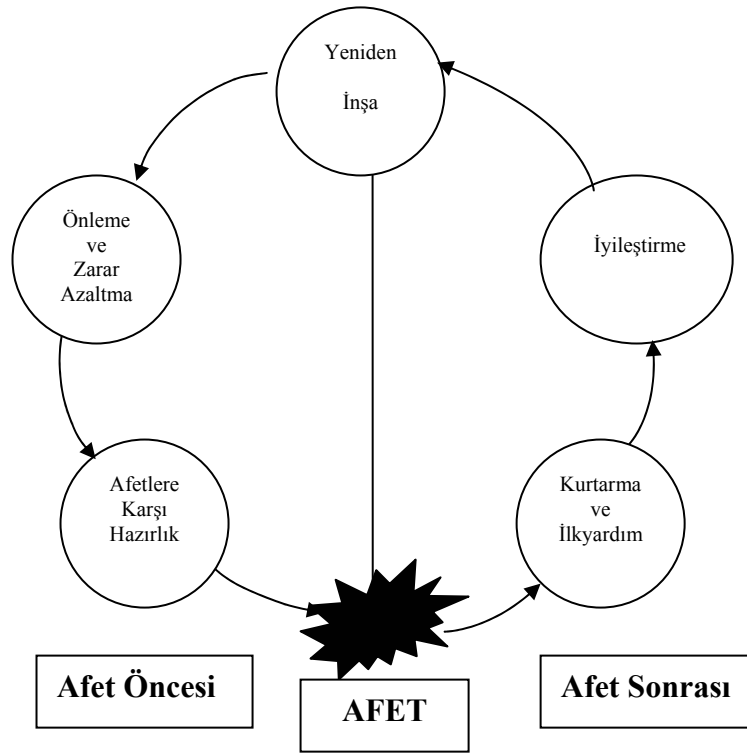 Yeniden
İnşa
Önleme
ve
Zarar
Azaltma
İyileştirme
Afetlere
Karşı
Hazırlık
Kurtarma
ve
İlkyardım
Afet Öncesi
AFET
Afet Sonrası